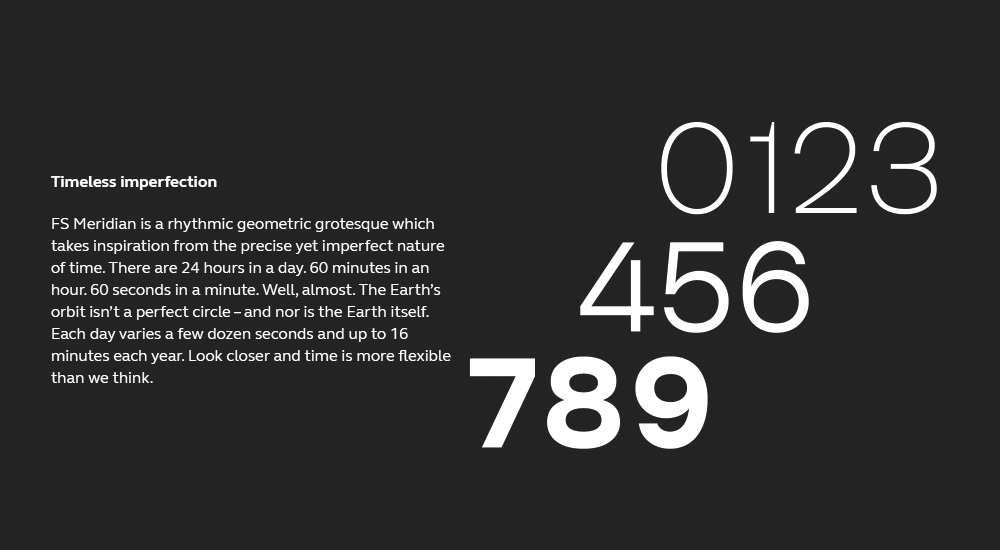 Timeless imperfection
FS Meridian is a rhythmic geometric grotesque which
takes inspiration from the precise yet imperfect nature
of time. There are 24 hours in a day. 60 minutes in an
hour. 60 seconds in a minute. Well, almost. The Earth’s
orbit isn’t a perfect circle – and nor is the Earth itself.
Each day varies a few dozen seconds and up to 16
minutes each year. Look closer and time is more flexible
than we think.
0123
456
789